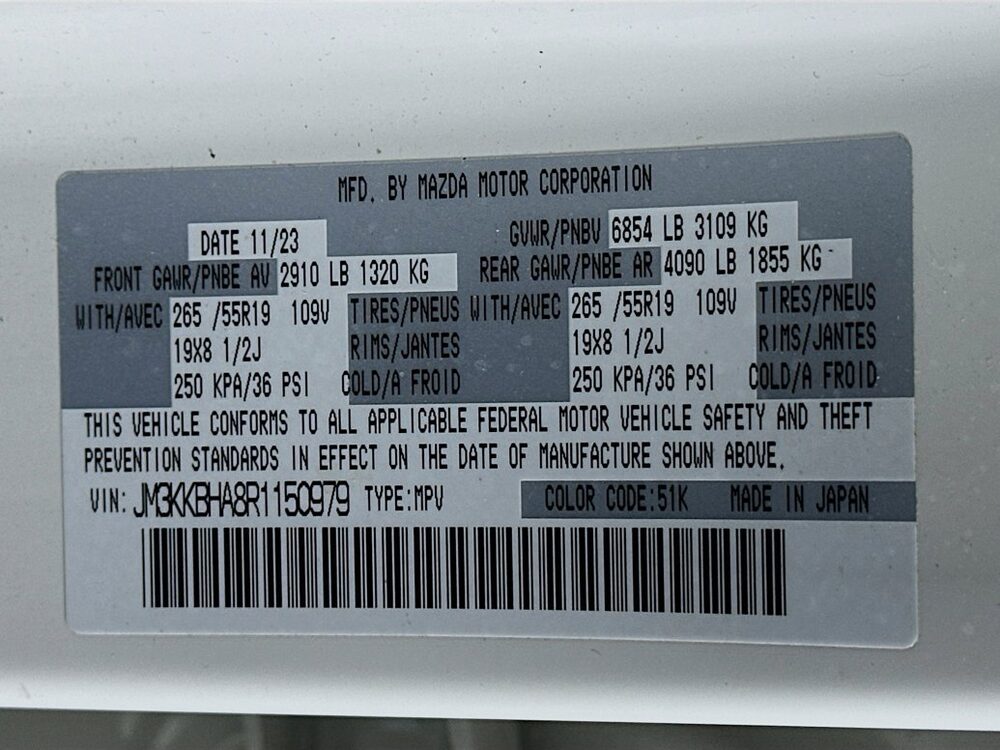 MFD. BY MAZDA MOTOR CORPORATION
DATE 11/23 GVWR/PNBV 6854 LB 3109 KG
FRONT GAWR/PNBE AV 2910 LB 1320 KG REAR GAWR/PNBE AR 4090 LB 1855 KG
WITH/AVEC 265 /55R19 109V TIRES/PNEUS WITH/AVEC 265 /55R19 109V TIRES/PNEUS
19X8 1/2J RIMS/JANTES 19X8 1/2J RIMS/JANTES
250 KPA/36 PSI COLD/A FROID 250 KPA/36 PSI COLD/A FROID
THIS VEHICLE CONFORMS TO ALL APPLICABLE FEDERAL MOTOR VEHICLE SAFETY AND THEFT
PREVENTION STANDARDS IN EFFECT ON THE DATE OF MANUFACTURE SHOWN ABOVE.
VIN: JM3KKBHA8R1150979 TYPE:MPV COLOR CODE:51K MADE IN JAPAN